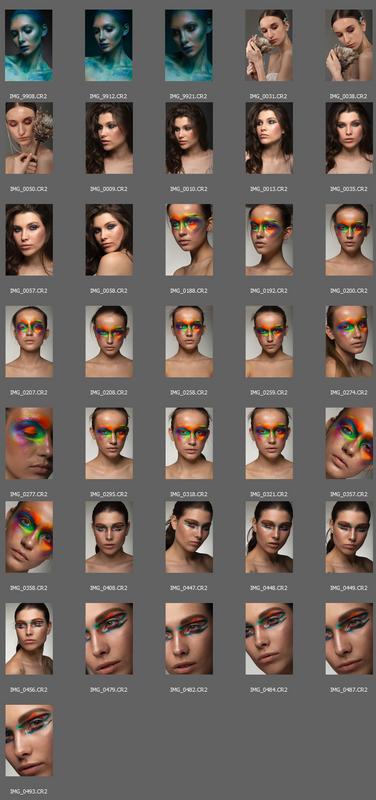 IMG_9908.CR2 IMG_9912.CR2 IMG_9921.CR2 IMG_0031.CR2 IMG_0038.CR2
IMG_0050.CR2 IMG_0009.CR2 IMG_0010.CR2 IMG_0013.CR2 IMG_0035.CR2
IMG_0057.CR2 IMG_0058.CR2 IMG_0188.CR2 IMG_0192.CR2 IMG_0200.CR2
IMG_0207.CR2 IMG_0208.CR2 IMG_0258.CR2 IMG_0259.CR2 IMG_0274.CR2
IMG_0277.CR2 IMG_0295.CR2 IMG_0318.CR2 IMG_0321.CR2 IMG_0357.CR2
IMG_0358.CR2 IMG_0408.CR2 IMG_0447.CR2 IMG_0448.CR2 IMG_0449.CR2
IMG_0456.CR2 IMG_0479.CR2 IMG_0482.CR2 IMG_0484.CR2 IMG_0487.CR2
IMG_0493.CR2